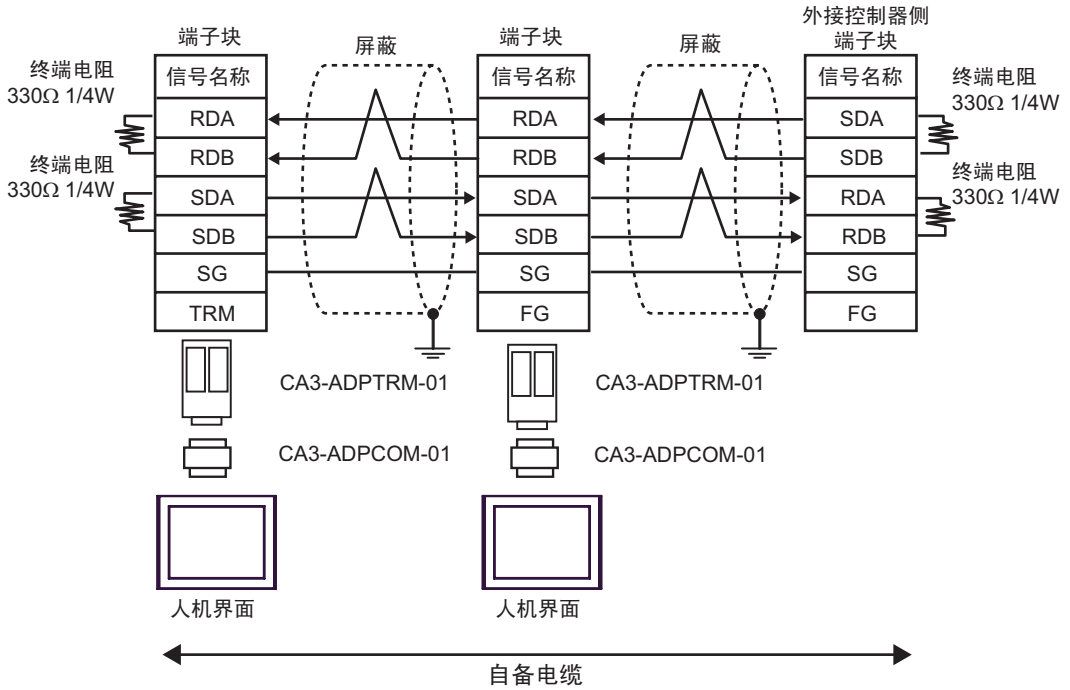 外接控制器侧
端子块
屏蔽
端子块
屏蔽
端子块
终端电阻
330Ω 1/4W
终端电阻
330Ω 1/4W
信号名称
RDA
RDB
SDA
SDB
SG
TRM
信号名称
RDA
RDB
SDA
SDB
SG
FG
信号名称
SDA
SDB
RDA
RDB
SG
FG
终端电阻
330Ω 1/4W
终端电阻
330Ω 1/4W
CA3-ADPTRM-01
CA3-ADPTRM-01
CA3-ADPCOM-01
CA3-ADPCOM-01
人机界面
人机界面
自备电缆